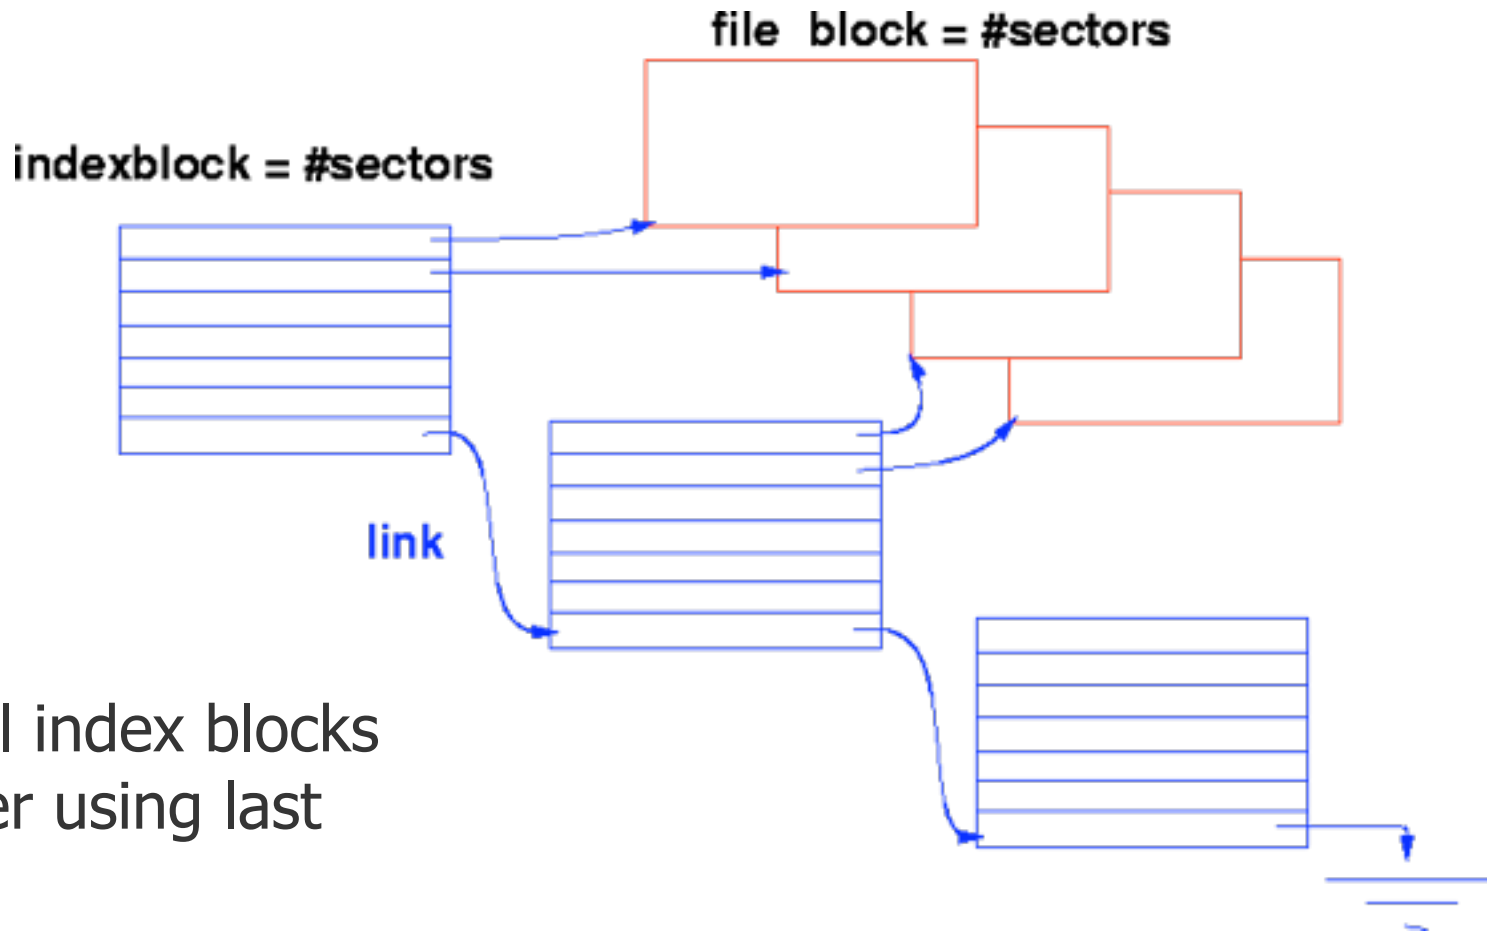 file block = #sectors
indexblock = #sectors
link
l index blocks
er using last